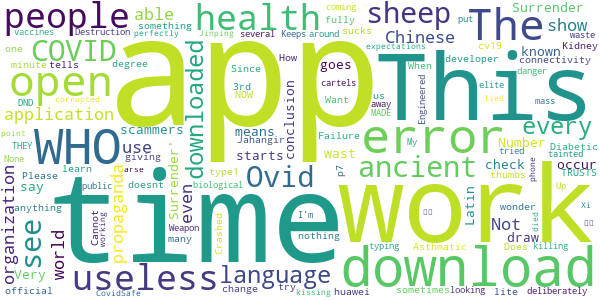 people health sheep The Surrender show
able something coming fully around
vaccines Destruction Jinping several
one perfectly Keeps sucks
COVID app This Chinese known connectivity
minute tells degree How expectations put cv19 Kidney
open downloaded goes When developer us waste
application scammers Since 3rd cartels elite danger
DND corrupted NOW Want away lied mass
WHO means conclusion error every
THEY use Jahangir MADE Engineered Number Diabetic
point starts Failure My tried tainted
None giving wast p7 ancient check TRUSTS
Please learn even type1 occur
see say doesnt Ovid time work Not thumbs phone Up
organization propaganda Surrender' biological I'm Latin draw wonder Xi
world anything public arse Weapon nothing Does died
Very Cannot working Crashed many typing Asthmatic killing
official useless language download
CovidSafe change try kissing huawei sometimes looking lite deliberately